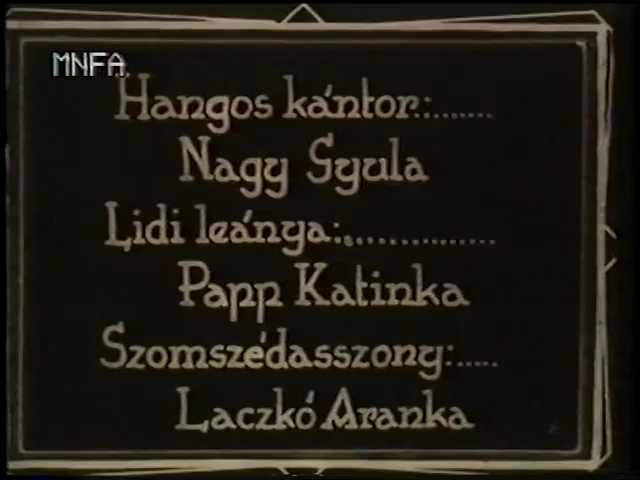 MNFA
Hangos kántor:.......
Nagy Gyula
Lidi leánya:...............
Papp Katinka
Szomszédasszony:.....
Laczkó Aranka